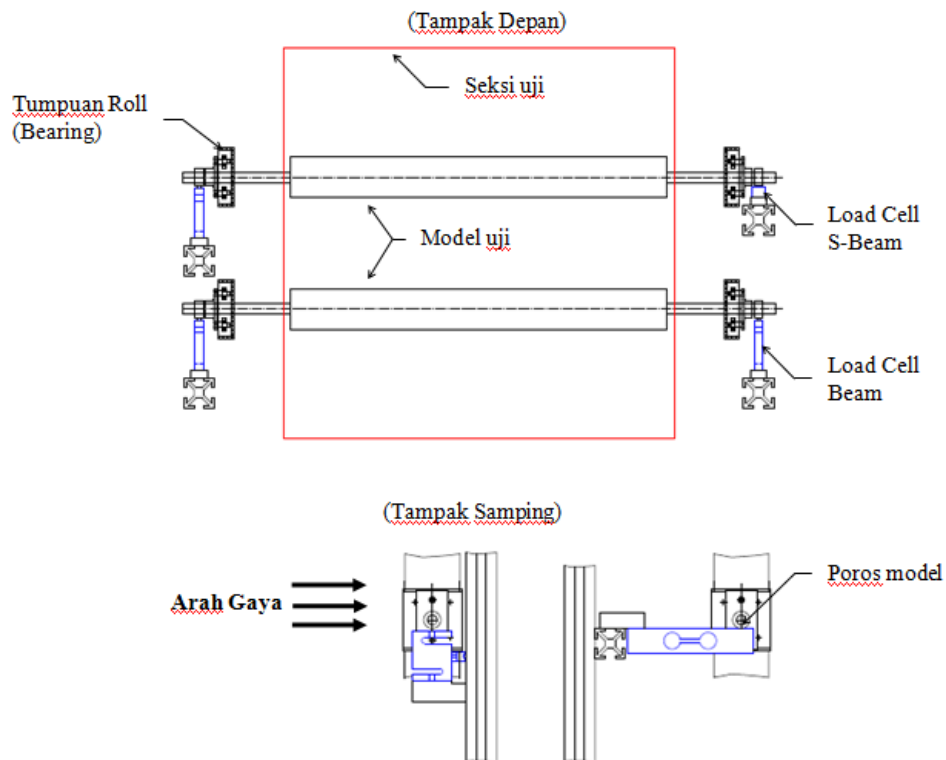 (Tampak Depan)
Seksi uji
Tumpuan Roll
(Bearing)
Model uji
Load Cell
S-Beam
Load Cell
Beam
(Tampak Samping)
Arah Gaya
Poros model